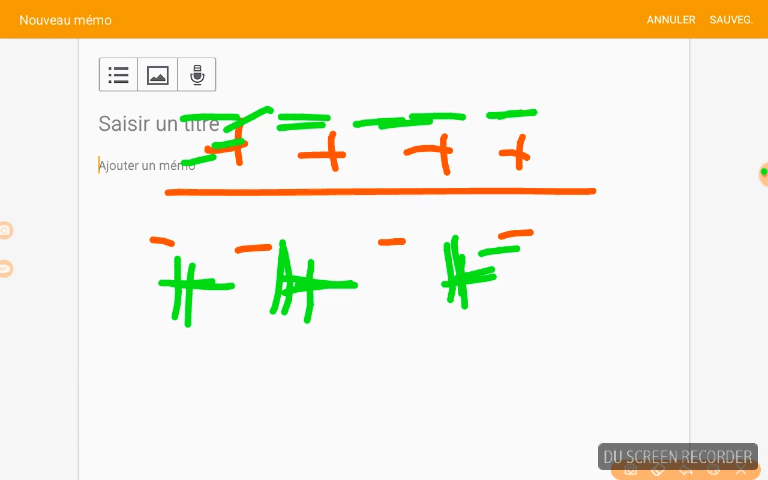 Nouveau mémo
ANNULER SAUVEG.
Saisir un titre
Ajouter un mémo
+ + + +
- - - -
DU SCREEN RECORDER